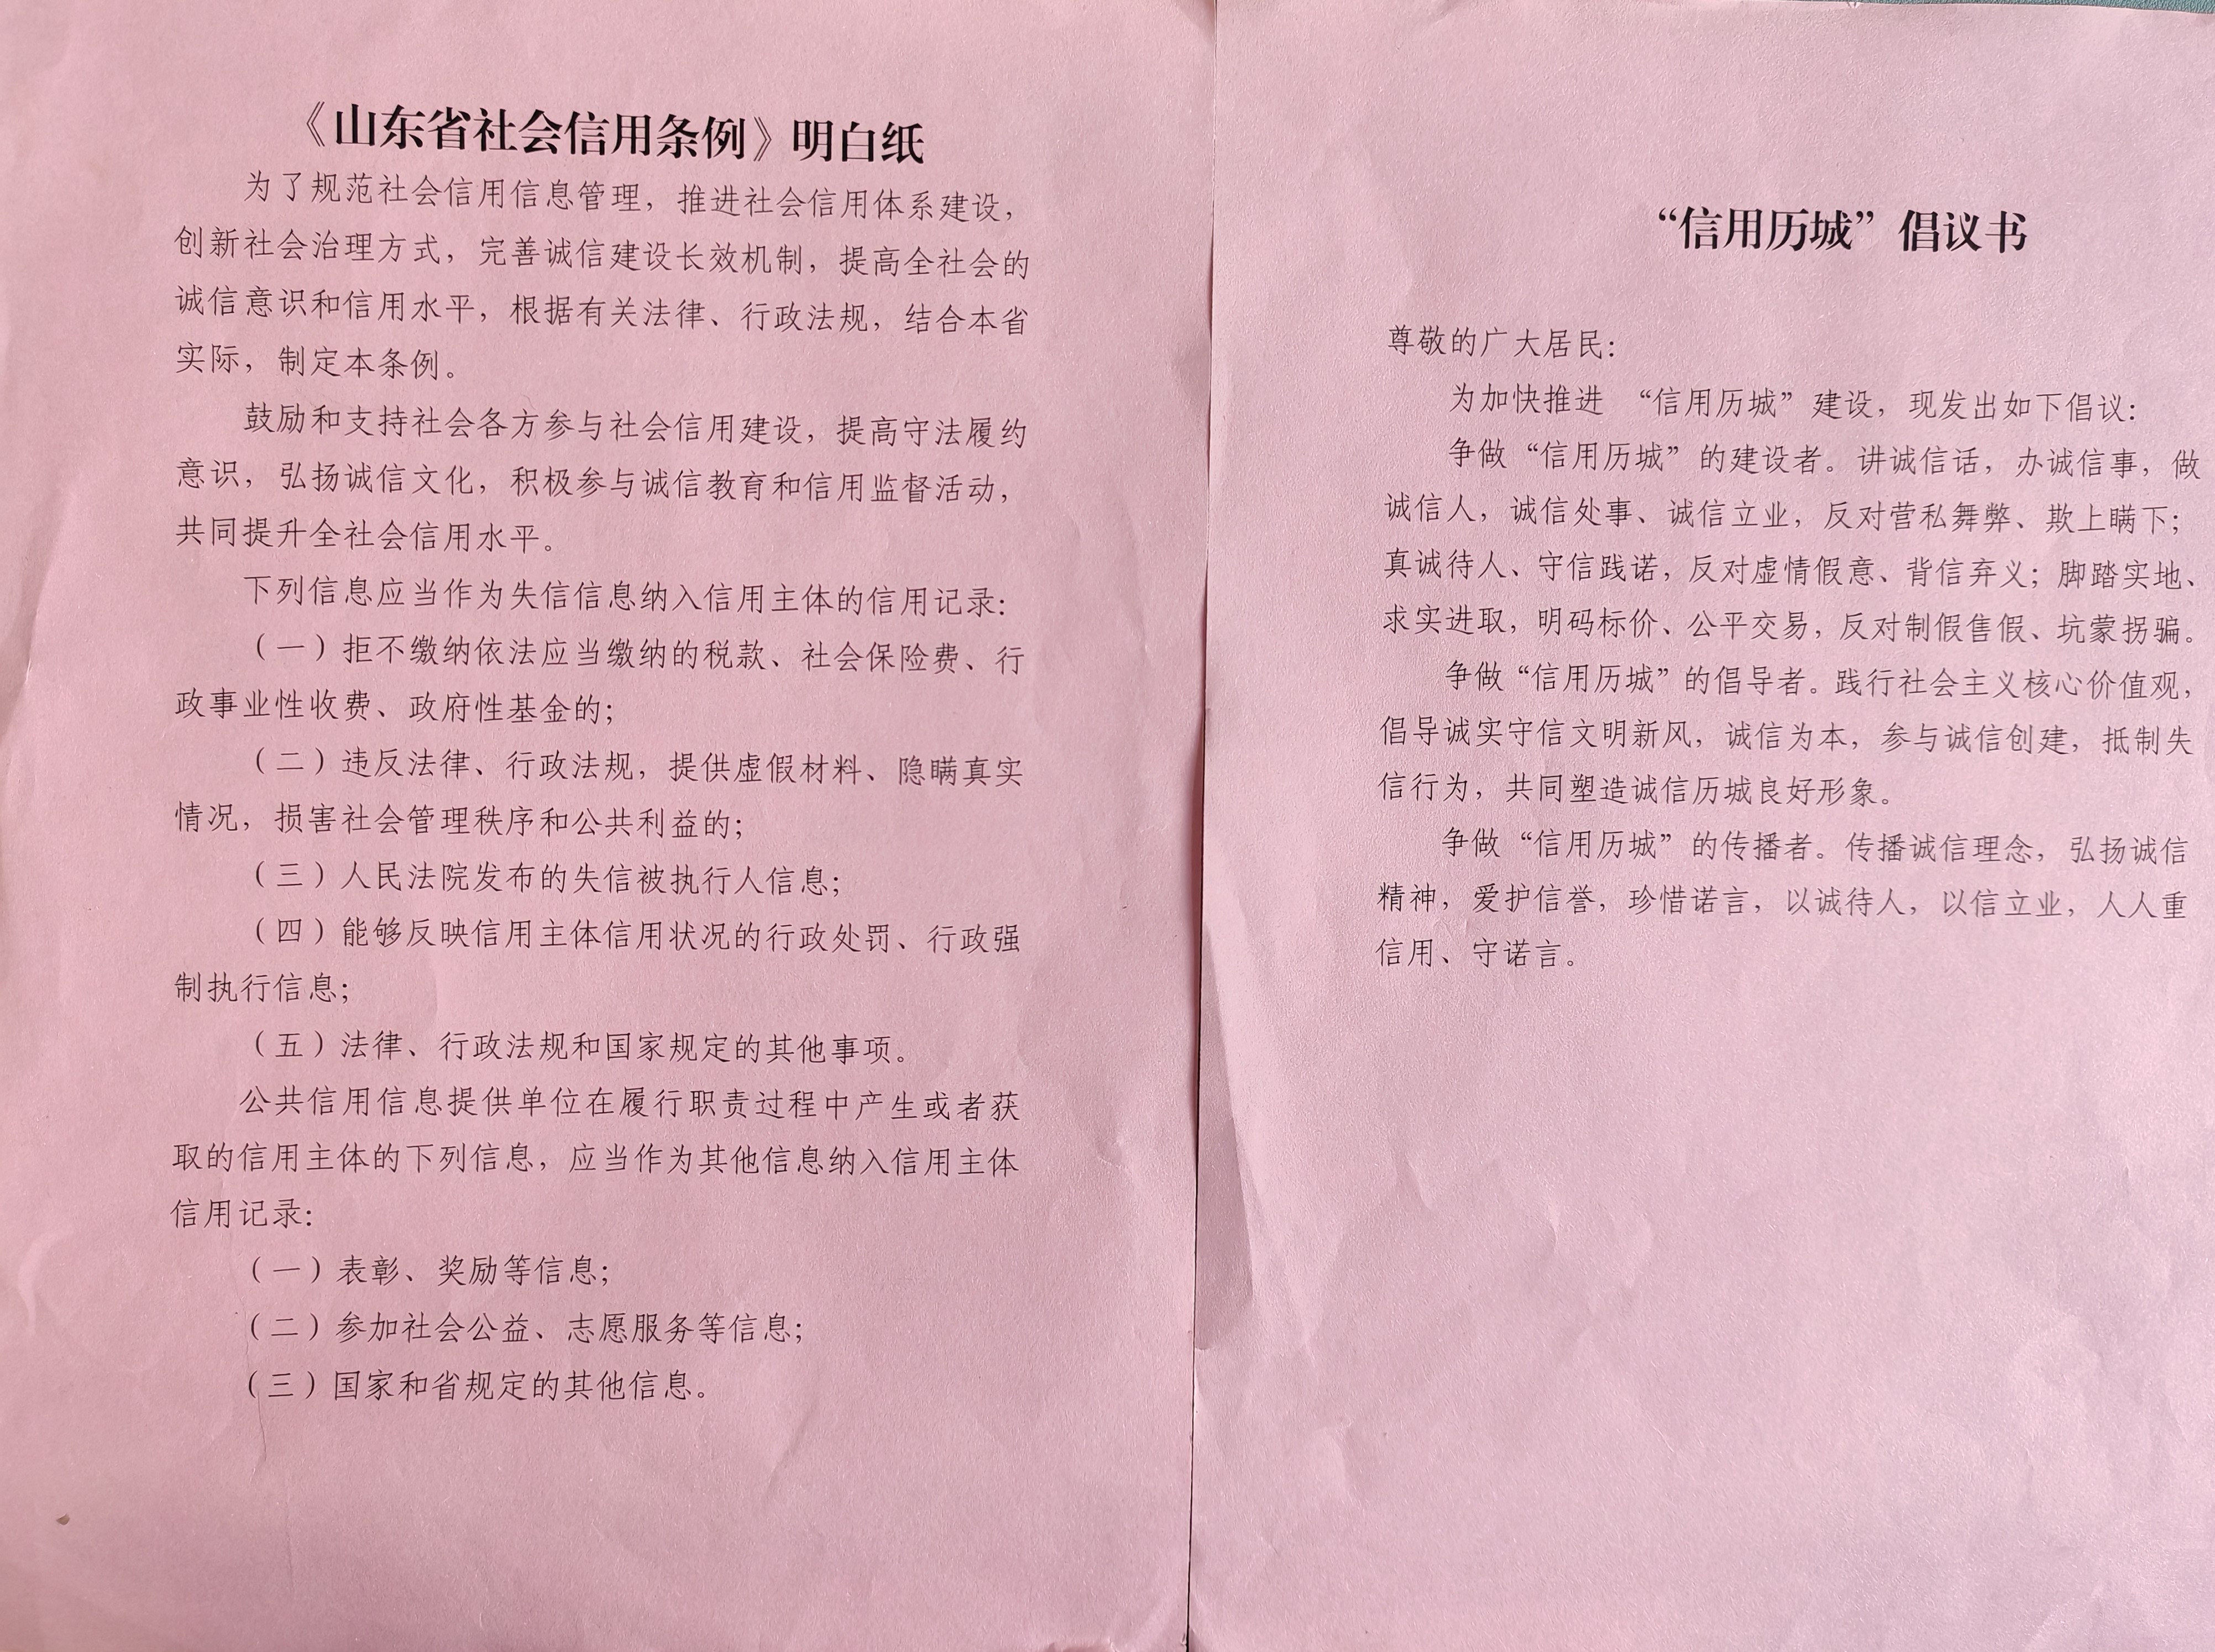 《山东省社会信用条例》明白纸
为了规范社会信用信息管理，推进社会信用体系建设，
创新社会治理方式，完善诚信建设长效机制，提高全社会的
诚信意识和信用水平，根据有关法律、行政法规，结合本省
实际，制定本条例。
鼓励和支持社会各方参与社会信用建设，提高守法履约
意识，弘扬诚信文化，积极参与诚信教育和信用监督活动，
共同提升全社会信用水平。
下列信息应当作为失信信息纳入信用主体的信用记录：
（一）拒不缴纳依法应当缴纳的税款、社会保险费、行
政事业性收费、政府性基金的；
（二）违反法律、行政法规，提供虚假材料、隐瞒真实
情况，损害社会管理秩序和公共利益的；
（三）人民法院发布的失信被执行人信息；
（四）能够反映信用主体信用状况的行政处罚、行政强
制执行信息；
（五）法律、行政法规和国家规定的其他事项。
公共信用信息提供单位在履行职责过程中产生或者获
取的信用主体的下列信息，应当作为其他信息纳入信用主体
信用记录：
（一）表彰、奖励等信息；
（二）参加社会公益、志愿服务等信息；
（三）国家和省规定的其他信息。
“信用历城”倡议书
尊敬的广大居民：
为加快推进 “信用历城”建设，现发出如下倡议：
争做“信用历城”的建设者。讲诚信话，办诚信事，做
诚信人，诚信处事、诚信立业，反对营私舞弊、欺上瞒下；
真诚待人、守信践诺，反对虚情假意、背信弃义；脚踏实地、
求实进取，明码标价、公平交易，反对制假售假、坑蒙拐骗。
争做“信用历城”的倡导者。践行社会主义核心价值观，
倡导诚实守信文明新风，诚信为本，参与诚信创建，抵制失
信行为，共同塑造诚信历城良好形象。
争做“信用历城”的传播者。传播诚信理念，弘扬诚信
精神，爱护信誉，珍惜诺言，以诚待人，以信立业，人人重
信用、守诺言。